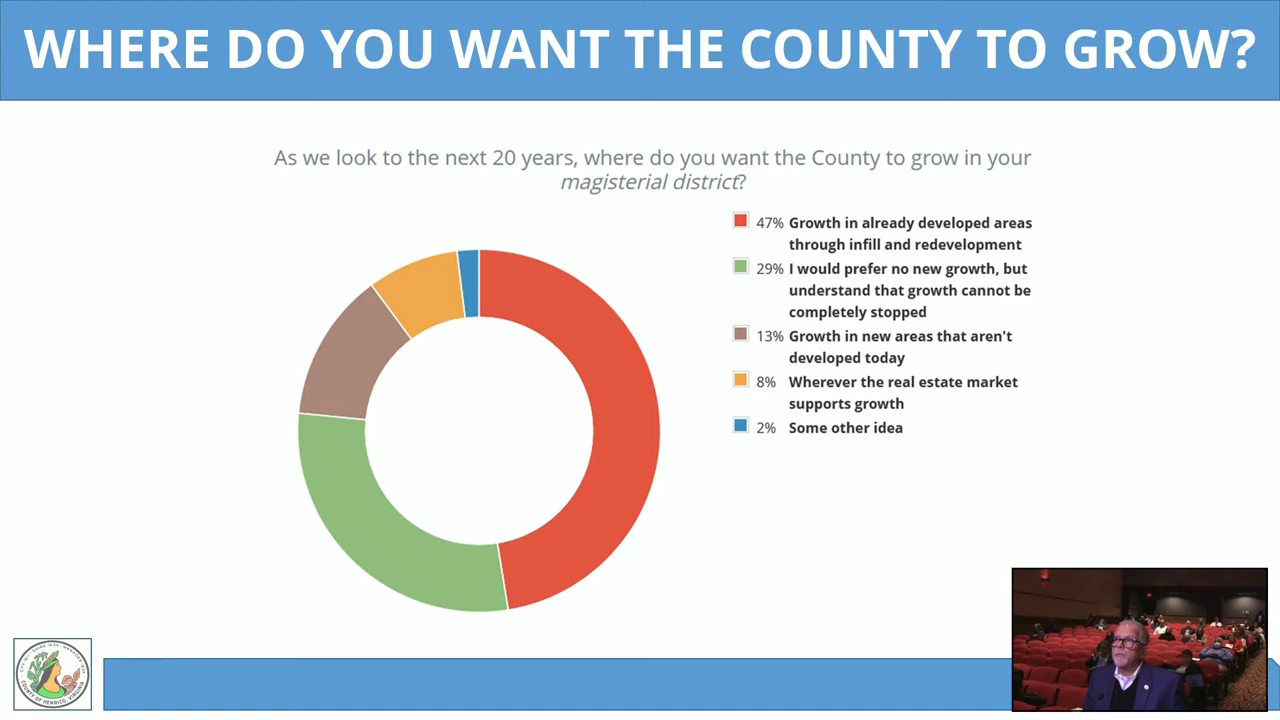 WHERE DO YOU WANT THE COUNTY TO GROW?
As we look to the next 20 years, where do you want the County to grow in your
magisterial district?
47% Growth in already developed areas
through infill and redevelopment
29% I would prefer no new growth, but
understand that growth cannot be
completely stopped
13% Growth in new areas that aren't
developed today
8% Wherever the real estate market
supports growth
2% Some other idea
COUNTY OF HENRICO, VIRGINIA